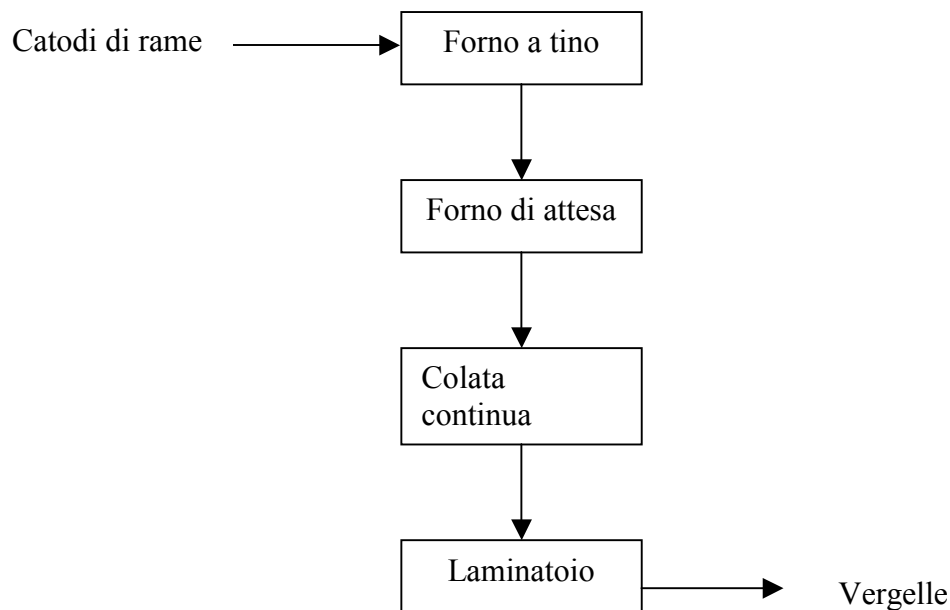 Catodi di rame
Forno a tino
Forno di attesa
Colata
continua
Laminatoio
Vergelle